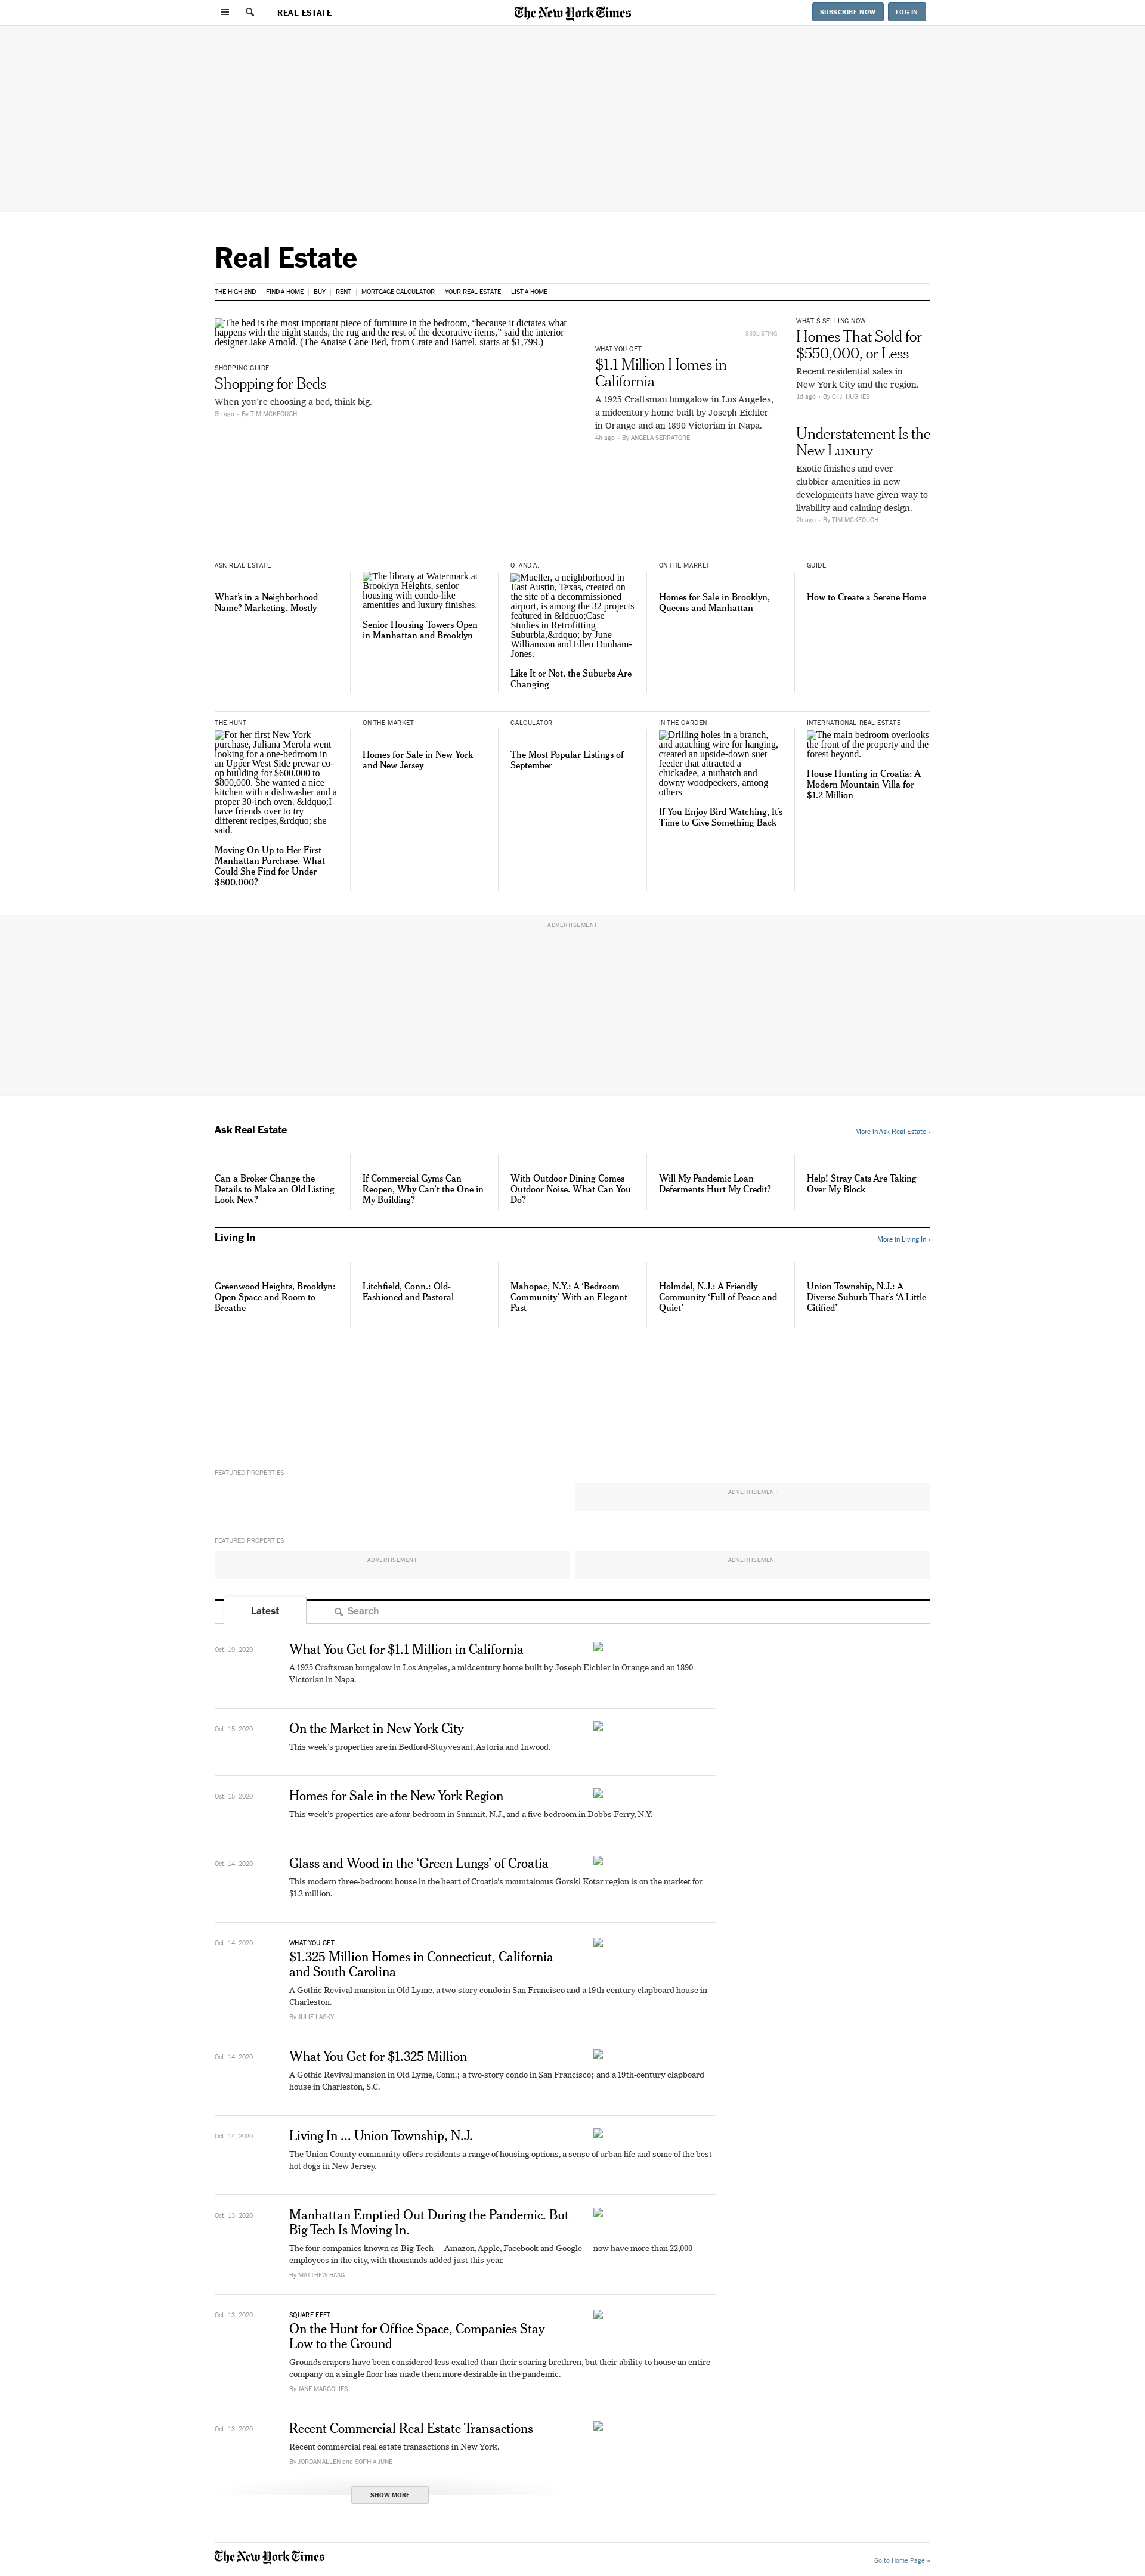 REAL ESTATE
The New York Times
SUBSCRIBE NOW
LOG IN
Real Estate
THE HIGH END
FIND A HOME
BUY
RENT
MORTGAGE CALCULATOR
YOUR REAL ESTATE
LIST A HOME
The bed is the most important piece of furniture in the bedroom, “because it dictates what
happens with the night stands, the rug and the rest of the decorative items,” said the interior
designer Jake Arnold. (The Anaise Cane Bed, from Crate and Barrel, starts at $1,799.)
SHOPPING GUIDE
Shopping for Beds
When you’re choosing a bed, think big.
8h ago • By TIM MCKEOUGH
360LISTING
WHAT YOU GET
$1.1 Million Homes in
California
A 1925 Craftsman bungalow in Los Angeles,
a midcentury home built by Joseph Eichler
in Orange and an 1890 Victorian in Napa.
4h ago • By ANGELA SERRATORE
WHAT’S SELLING NOW
Homes That Sold for
$550,000, or Less
Recent residential sales in
New York City and the region.
1d ago • By C. J. HUGHES
Understatement Is the
New Luxury
Exotic finishes and ever-
clubbier amenities in new
developments have given way to
livability and calming design.
2h ago • By TIM MCKEOUGH
ASK REAL ESTATE
What’s in a Neighborhood
Name? Marketing, Mostly
The library at Watermark at
Brooklyn Heights, senior
housing with condo-like
amenities and luxury finishes.
Senior Housing Towers Open
in Manhattan and Brooklyn
Q. AND A.
Mueller, a neighborhood in
East Austin, Texas, created on
the site of a decommissioned
airport, is among the 32 projects
featured in &ldquo;Case
Studies in Retrofitting
Suburbia,&rdquo; by June
Williamson and Ellen Dunham-
Jones.
Like It or Not, the Suburbs Are
Changing
ON THE MARKET
Homes for Sale in Brooklyn,
Queens and Manhattan
GUIDE
How to Create a Serene Home
THE HUNT
For her first New York
purchase, Juliana Merola went
looking for a one-bedroom in
an Upper West Side prewar co-
op building for $600,000 to
$800,000. She wanted a nice
kitchen with a dishwasher and a
proper 30-inch oven. &ldquo;I
have friends over to try
different recipes,&rdquo; she
said.
Moving On Up to Her First
Manhattan Purchase. What
Could She Find for Under
$800,000?
ON THE MARKET
Homes for Sale in New York
and New Jersey
CALCULATOR
The Most Popular Listings of
September
IN THE GARDEN
Drilling holes in a branch,
and attaching wire for hanging,
created an upside-down suet
feeder that attracted a
chickadee, a nuthatch and
downy woodpeckers, among
others
If You Enjoy Bird-Watching, It’s
Time to Give Something Back
INTERNATIONAL REAL ESTATE
The main bedroom overlooks
the front of the property and the
forest beyond.
House Hunting in Croatia: A
Modern Mountain Villa for
$1.2 Million
ADVERTISEMENT
Ask Real Estate
More in Ask Real Estate ›
Can a Broker Change the
Details to Make an Old Listing
Look New?
If Commercial Gyms Can
Reopen, Why Can’t the One in
My Building?
With Outdoor Dining Comes
Outdoor Noise. What Can You
Do?
Will My Pandemic Loan
Deferments Hurt My Credit?
Help! Stray Cats Are Taking
Over My Block
Living In
More in Living In ›
Greenwood Heights, Brooklyn:
Open Space and Room to
Breathe
Litchfield, Conn.: Old-
Fashioned and Pastoral
Mahopac, N.Y.: A ‘Bedroom
Community’ With an Elegant
Past
Holmdel, N.J.: A Friendly
Community ‘Full of Peace and
Quiet’
Union Township, N.J.: A
Diverse Suburb That’s ‘A Little
Citified’
FEATURED PROPERTIES
ADVERTISEMENT
FEATURED PROPERTIES
ADVERTISEMENT
ADVERTISEMENT
Latest
Search
Oct. 19, 2020
What You Get for $1.1 Million in California
A 1925 Craftsman bungalow in Los Angeles, a midcentury home built by Joseph Eichler in Orange and an 1890
Victorian in Napa.
Oct. 15, 2020
On the Market in New York City
This week’s properties are in Bedford-Stuyvesant, Astoria and Inwood.
Oct. 15, 2020
Homes for Sale in the New York Region
This week’s properties are a four-bedroom in Summit, N.J., and a five-bedroom in Dobbs Ferry, N.Y.
Oct. 14, 2020
Glass and Wood in the ‘Green Lungs’ of Croatia
This modern three-bedroom house in the heart of Croatia’s mountainous Gorski Kotar region is on the market for
$1.2 million.
Oct. 14, 2020
WHAT YOU GET
$1.325 Million Homes in Connecticut, California
and South Carolina
A Gothic Revival mansion in Old Lyme, a two-story condo in San Francisco and a 19th-century clapboard house in
Charleston.
By JULIE LASKY
Oct. 14, 2020
What You Get for $1.325 Million
A Gothic Revival mansion in Old Lyme, Conn.; a two-story condo in San Francisco; and a 19th-century clapboard
house in Charleston, S.C.
Oct. 14, 2020
Living In ... Union Township, N.J.
The Union County community offers residents a range of housing options, a sense of urban life and some of the best
hot dogs in New Jersey.
Oct. 13, 2020
Manhattan Emptied Out During the Pandemic. But
Big Tech Is Moving In.
The four companies known as Big Tech — Amazon, Apple, Facebook and Google — now have more than 22,000
employees in the city, with thousands added just this year.
By MATTHEW HAAG
Oct. 13, 2020
SQUARE FEET
On the Hunt for Office Space, Companies Stay
Low to the Ground
Groundscrapers have been considered less exalted than their soaring brethren, but their ability to house an entire
company on a single floor has made them more desirable in the pandemic.
By JANE MARGOLIES
Oct. 13, 2020
Recent Commercial Real Estate Transactions
Recent commercial real estate transactions in New York.
By JORDAN ALLEN and SOPHIA JUNE
SHOW MORE
The New York Times
Go to Home Page »